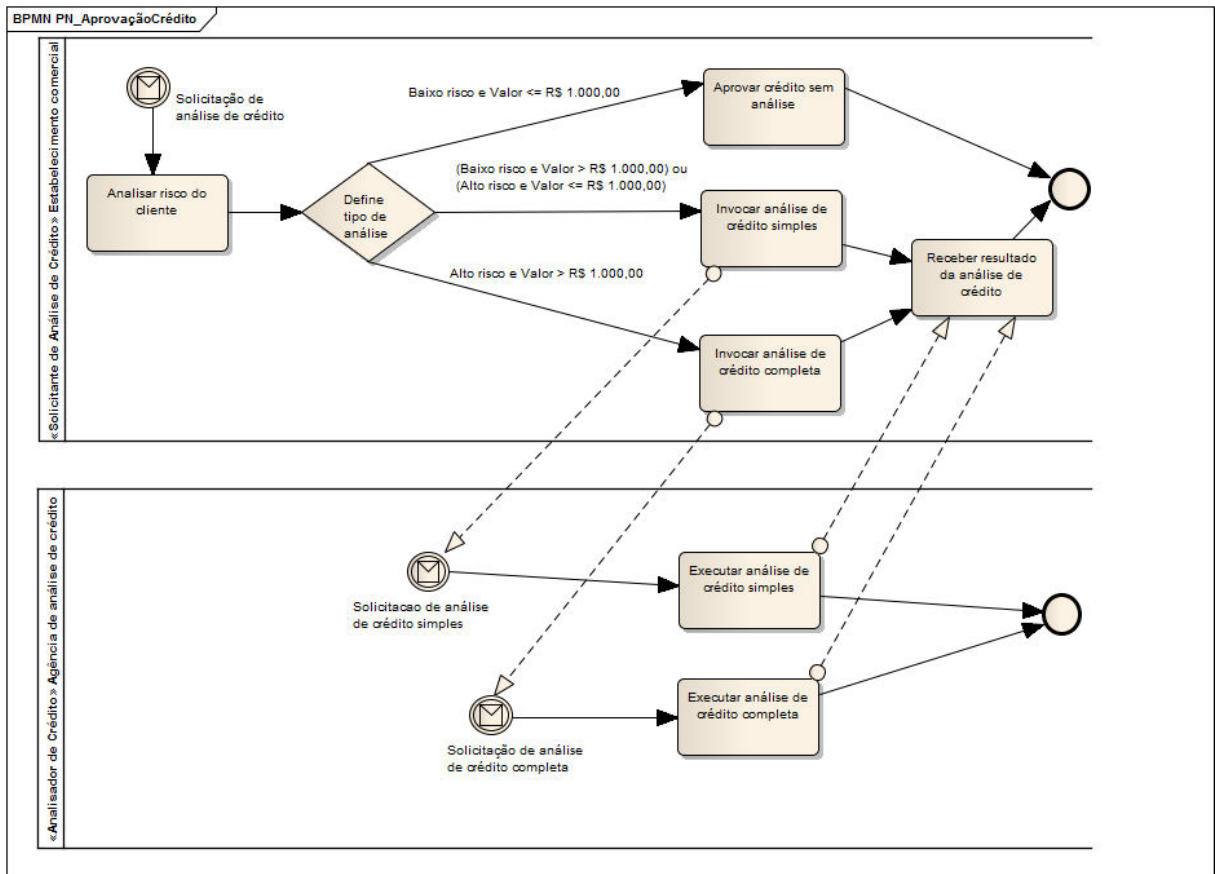 BPMN PN_AprovaçãoCrédito
«Solicitante de Análise de Crédito» Estabelecimento comercial
Solicitação de
análise de crédito
Analisar risco do
cliente
Define
tipo de
análise
Baixo risco e Valor <= R$ 1.000,00
(Baixo risco e Valor > R$ 1.000,00) ou
(Alto risco e Valor <= R$ 1.000,00)
Alto risco e Valor > R$ 1.000,00
Aprovar crédito sem
análise
Invocar análise de
crédito simples
Invocar análise de
crédito completa
Receber resultado
da análise de
crédito
«Analisador de Crédito» Agência de análise de crédito
Solicitacao de análise
de crédito simples
Executar análise de
crédito simples
Solicitação de análise
de crédito completa
Executar análise de
crédito completa